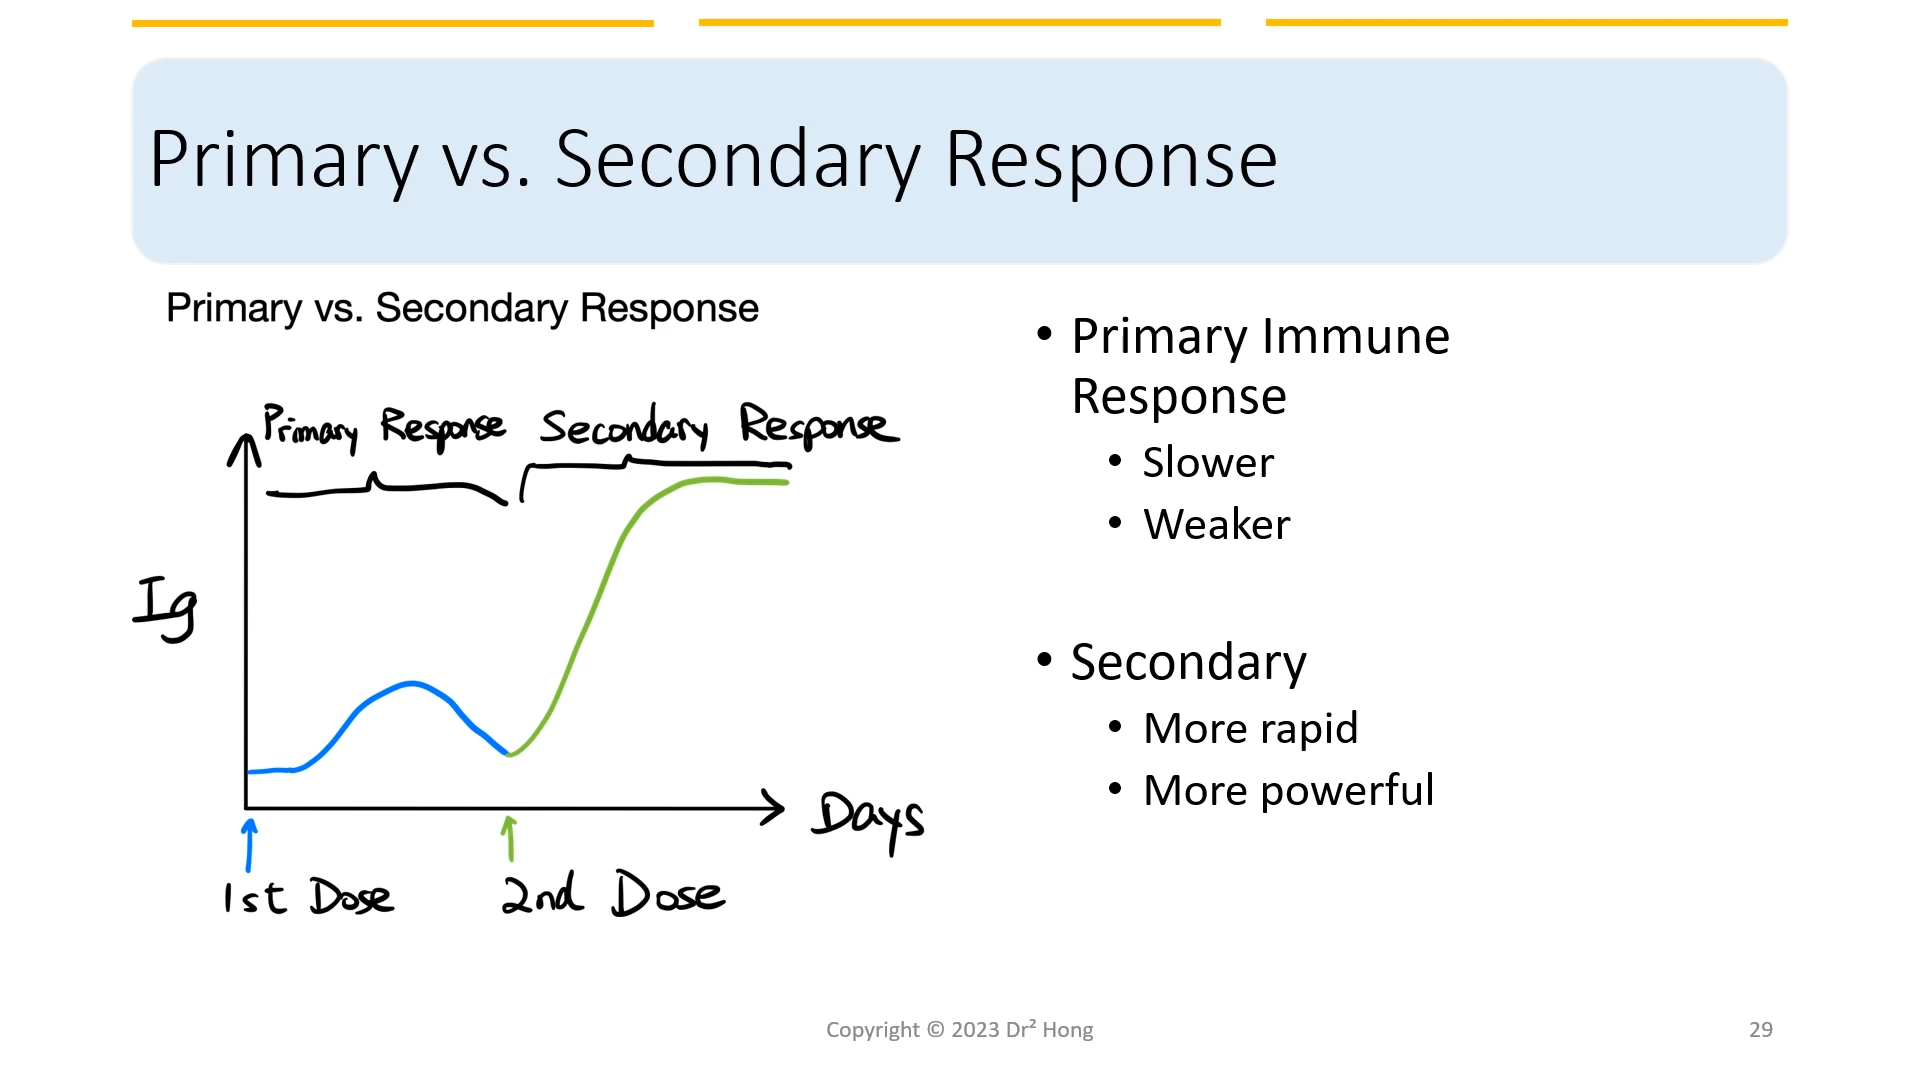 Primary vs. Secondary Response
Primary vs. Secondary Response
Primary Response
Secondary Response
Ig
Days
1st Dose
2nd Dose
• Primary Immune
Response
• Slower
• Weaker
• Secondary
• More rapid
• More powerful
Copyright © 2023 Dr² Hong
29